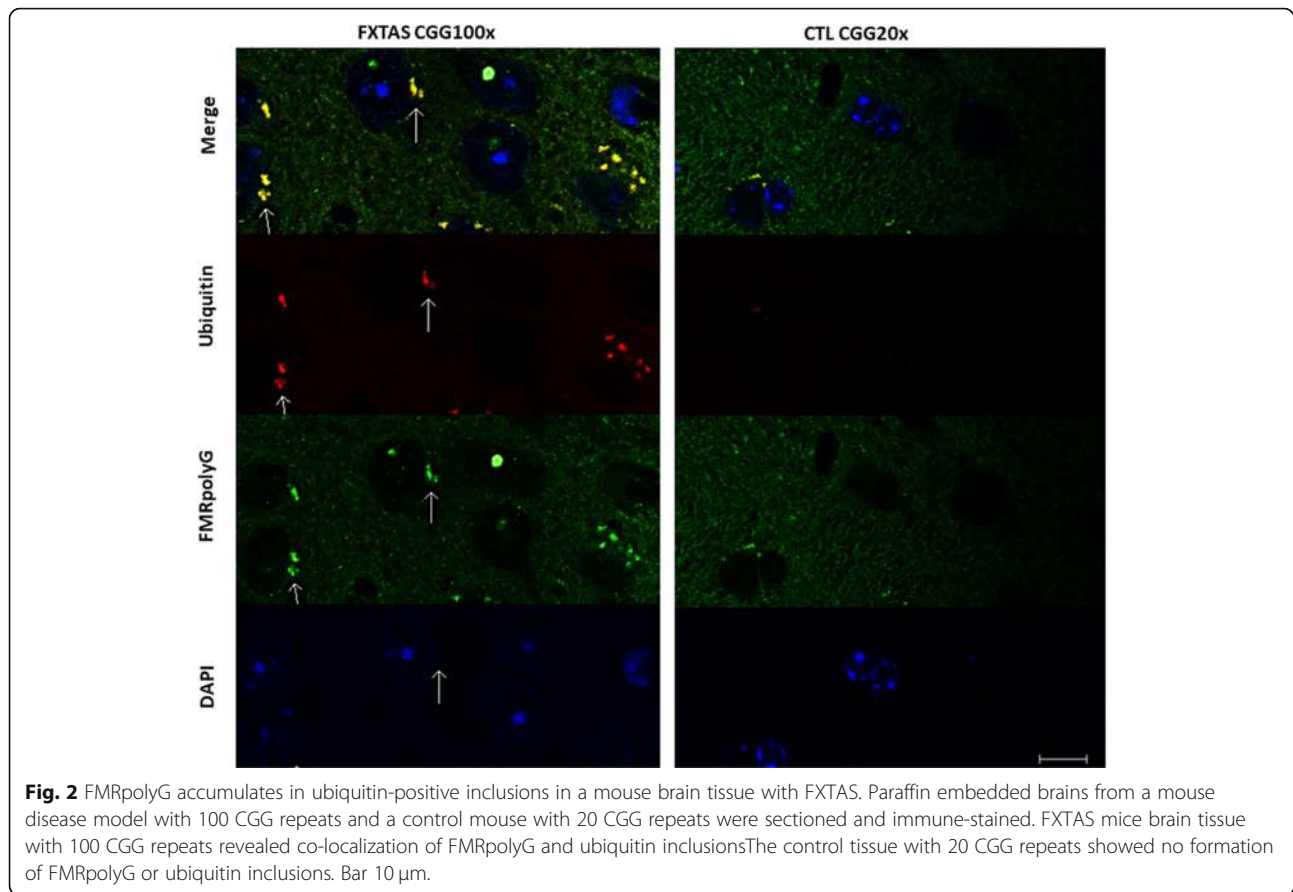 FXTAS CGG100x
CTL CGG20x
Merge
Ubiquitin
FMRpolyG
DAPI
Fig. 2 FMRpolyG accumulates in ubiquitin-positive inclusions in a mouse brain tissue with FXTAS. Paraffin embedded brains from a mouse
disease model with 100 CGG repeats and a control mouse with 20 CGG repeats were sectioned and immune-stained. FXTAS mice brain tissue
with 100 CGG repeats revealed co-localization of FMRpolyG and ubiquitin inclusionsThe control tissue with 20 CGG repeats showed no formation
of FMRpolyG or ubiquitin inclusions. Bar 10 μm.